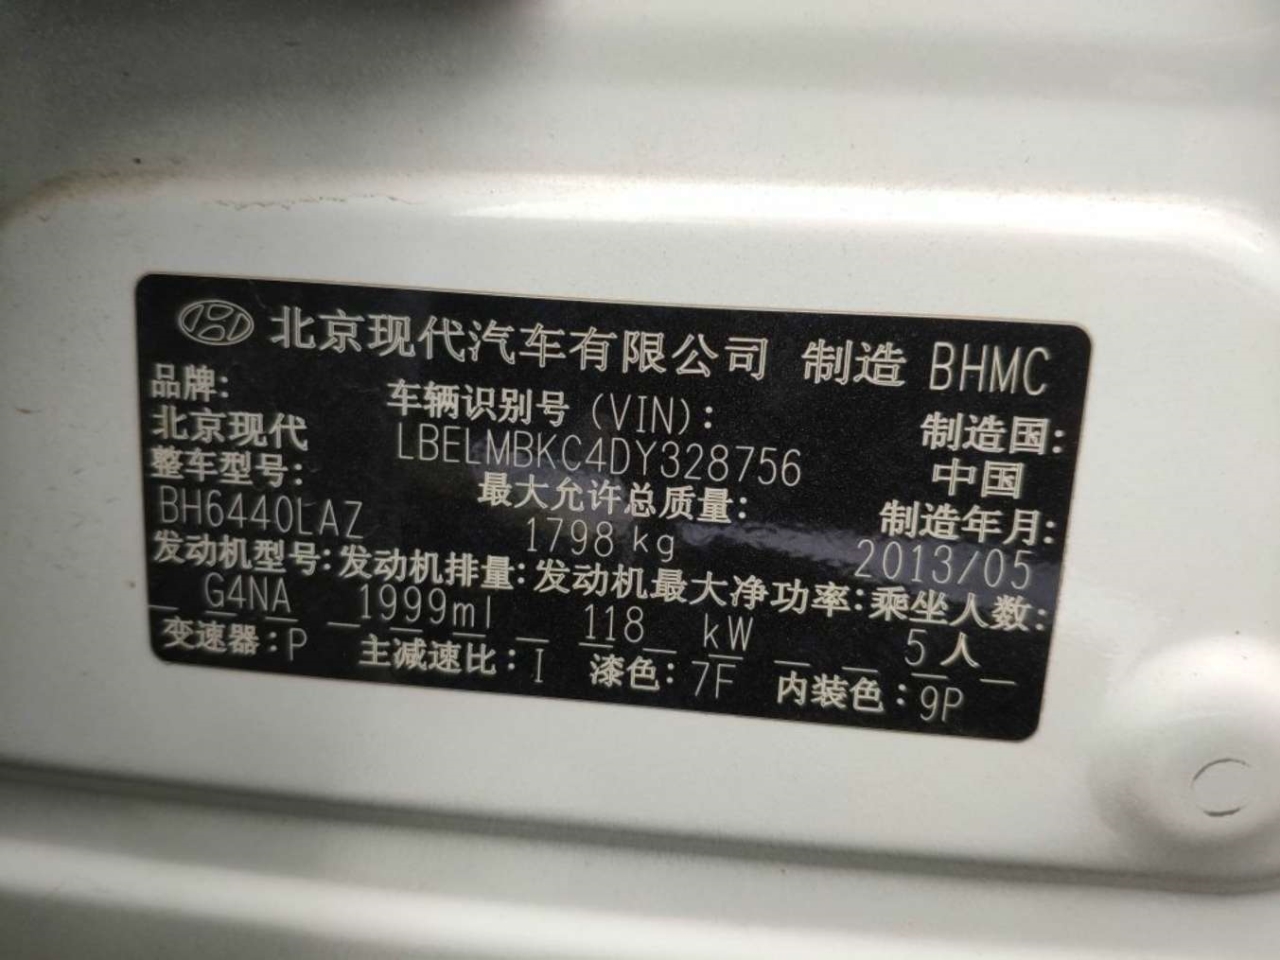 北京现代汽车有限公司 制造 BHMC
品牌: 车辆识别号 (VIN): 制造国:
北京现代 LBELMBKC4DY328756 中国
整车型号: 最大允许总质量: 制造年月:
BH6440LAZ 1798 kg 2013/05
发动机型号: 发动机排量: 发动机最大净功率: 乘坐人数:
G4NA 1999ml 118 kW 5人
变速器: P 主减速比: I 漆色: 7F 内装色: 9P